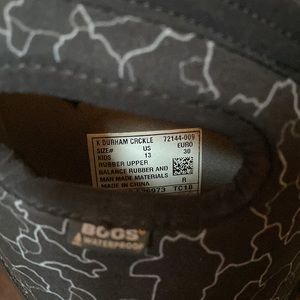 K DURHAM CRCKLE 72144-009
SIZE# US EURO
KIDS 13 30
RUBBER UPPER
BALANCE RUBBER AND
MAN MADE MATERIALS R
MADE IN CHINA
TC18
BOGS
WATERPROOF